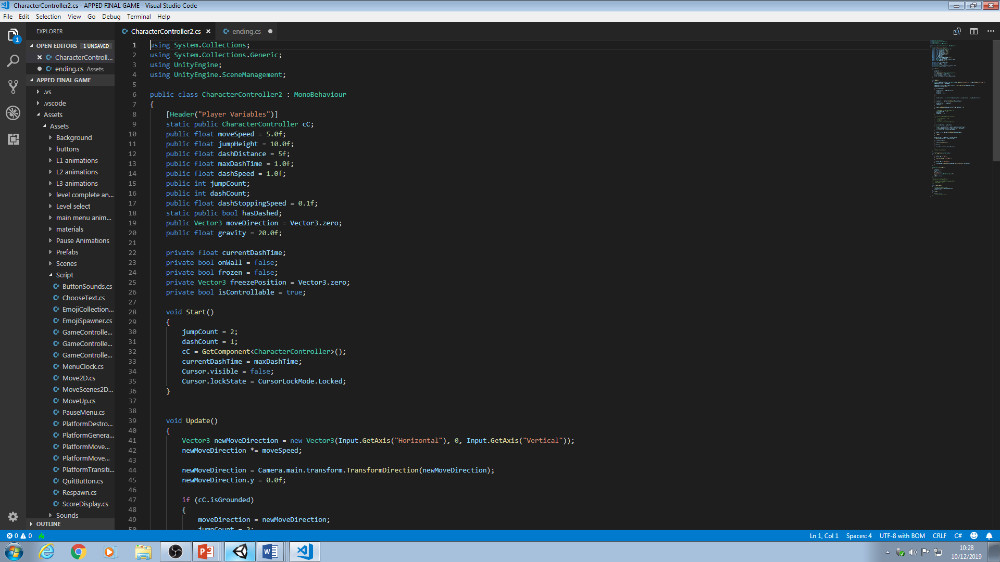 CharacterController2.cs - APPED FINAL GAME - Visual Studio Code
File Edit Selection View Go Debug Terminal Help
EXPLORER
OPEN EDITORS 1 UNSAVED
CharacterControll...
ending.cs Assets
APPED FINAL GAME
.vs
.vscode
Assets
Assets
Background
buttons
L1 animations
L2 animations
L3 animations
level complete an...
Level select
main menu anim...
materials
Pause Animations
Prefabs
Scenes
Script
ButtonSounds.cs
ChooseText.cs
EmojiCollection...
EmojiSpawner.cs
GameControlle...
GameControlle...
GameControlle...
MenuClock.cs
Move2D.cs
MoveScenes2D...
MoveUp.cs
PauseMenu.cs
PlatformDestro...
PlatformGenera...
PlatformMove...
PlatformMove...
PlatformTransiti...
QuitButton.cs
Respawn.cs
ScoreDisplay.cs
Sounds
OUTLINE
CharacterController2.cs ending.cs
1 using System.Collections;
2 using System.Collections.Generic;
3 using UnityEngine;
4 using UnityEngine.SceneManagement;
5
6 public class CharacterController2 : MonoBehaviour
7 {
8 [Header("Player Variables")]
9 static public CharacterController cC;
10 public float moveSpeed = 5.0f;
11 public float jumpHeight = 10.0f;
12 public float dashDistance = 5f;
13 public float maxDashTime = 1.0f;
14 public float dashSpeed = 1.0f;
15 public int jumpCount;
16 public int dashCount;
17 public float dashStoppingSpeed = 0.1f;
18 static public bool hasDashed;
19 public Vector3 moveDirection = Vector3.zero;
20 public float gravity = 20.0f;
21
22 private float currentDashTime;
23 private bool onWall = false;
24 private bool frozen = false;
25 private Vector3 freezePosition = Vector3.zero;
26 private bool isControllable = true;
27
28 void Start()
29 {
30 jumpCount = 2;
31 dashCount = 1;
32 cC = GetComponent<CharacterController>();
33 currentDashTime = maxDashTime;
34 Cursor.visible = false;
35 Cursor.lockState = CursorLockMode.Locked;
36 }
37
38
39 void Update()
40 {
41 Vector3 newMoveDirection = new Vector3(Input.GetAxis("Horizontal"), 0, Input.GetAxis("Vertical"));
42 newMoveDirection *= moveSpeed;
43
44 newMoveDirection = Camera.main.transform.TransformDirection(newMoveDirection);
45 newMoveDirection.y = 0.0f;
46
47 if (cC.isGrounded)
48 {
49 moveDirection = newMoveDirection;
50 jumpCount = 2;
0 0
Ln 1, Col 1 Spaces: 4 UTF-8 with BOM CRLF C#
10:28
10/12/2019